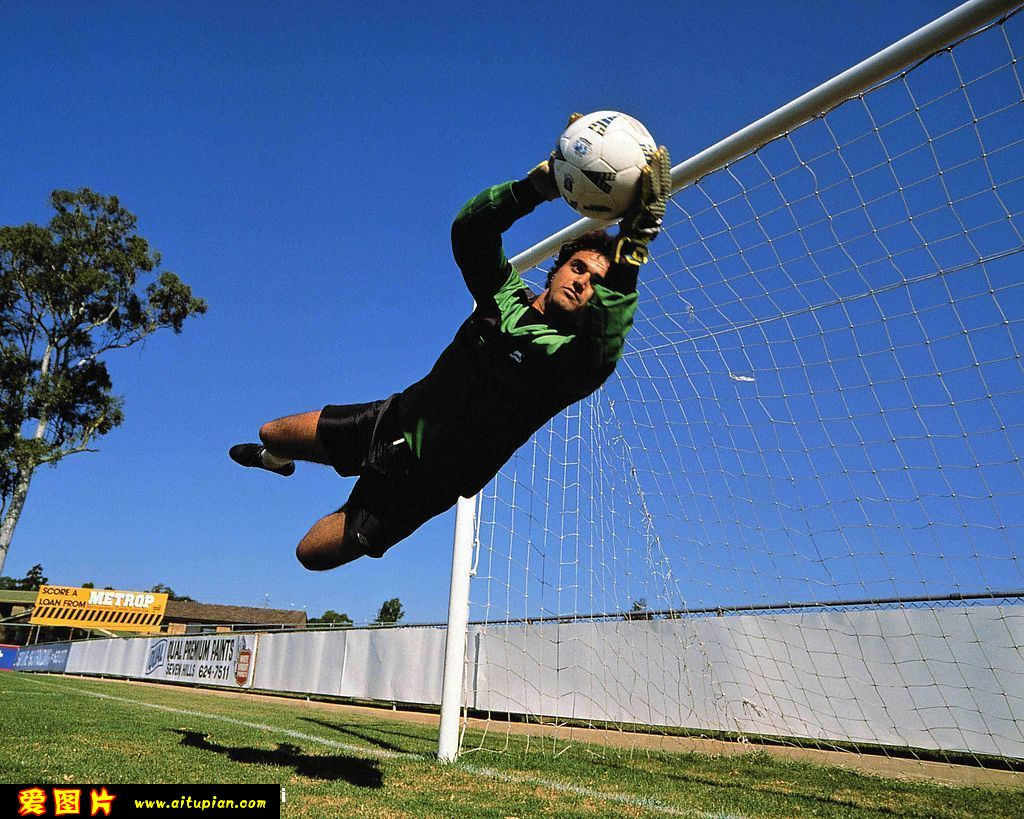 SCORE A
LOAN FROM METROP
QUAL PREMIUM PAINTS
SEVEN HILLS 624-7511
爱图片 www.aitupian.com